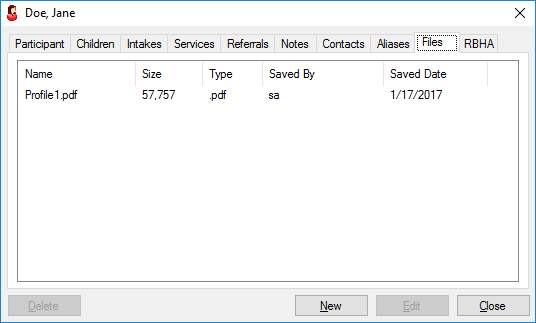 Doe, Jane
Participant Children Intakes Services Referrals Notes Contacts Aliases Files RBHA
Name Size Type Saved By Saved Date
Profile1.pdf 57,757 .pdf sa 1/17/2017
Delete New Edit Close